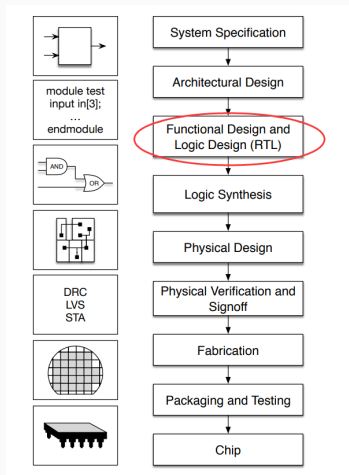 System Specification
Architectural Design
module test
input in[3];
...
endmodule
Functional Design and
Logic Design (RTL)
AND
OR
Logic Synthesis
Physical Design
DRC
LVS
STA
Physical Verification and
Signoff
Fabrication
Packaging and Testing
Chip